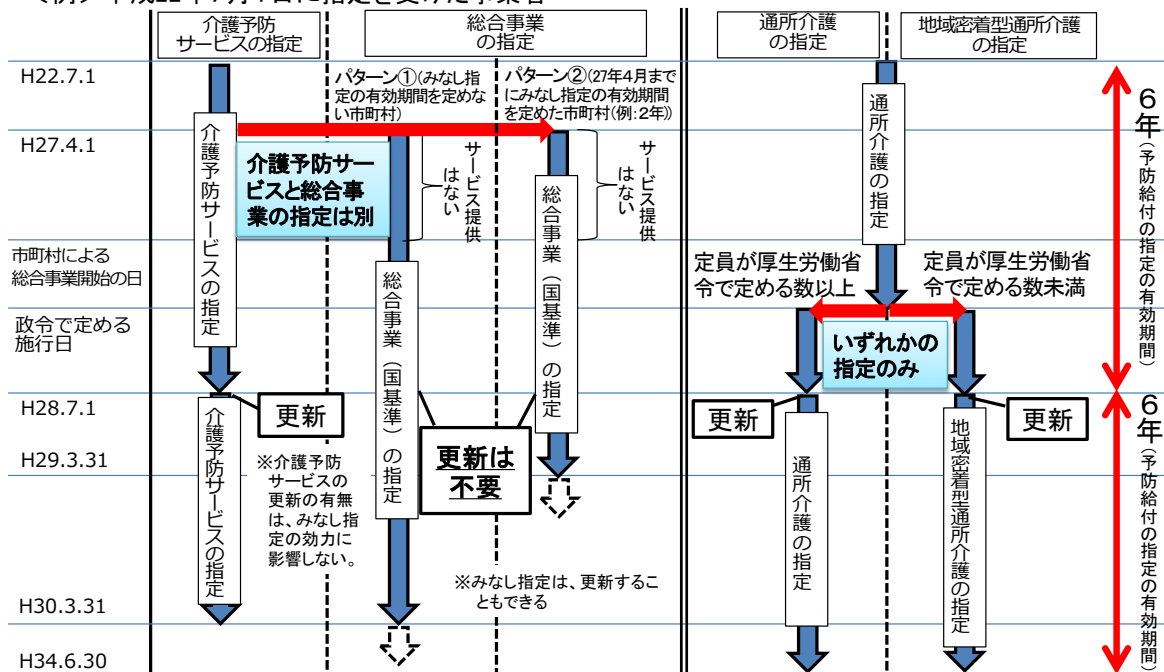 介護予防
サービスの指定
総合事業
の指定
通所介護
の指定
地域密着型通所介護
の指定
H22.7.1
H27.4.1
市町村による
総合事業開始の日
政令で定める
施行日
H28.7.1
H29.3.31
H30.3.31
H34.6.30
介護予防サービスの指定
パターン①(みなし指
定の有効期間を定めな
い市町村)
パターン②(27年4月まで
にみなし指定の有効期間
を定めた市町村(例:2年))
介護予防サー
ビスと総合事
業の指定は別
サービス提供
はない
サービス提供
はない
総合事業(国基準)の指定
総合事業(国基準)の指定
更新
介護予防サービスの指定
※介護予防
サービスの
更新の有無
は、みなし指
定の効力に
影響しない。
更新は
不要
※みなし指定は、更新するこ
ともできる
通所介護の指定
定員が厚生労働省
令で定める数以上
定員が厚生労働省
令で定める数未満
いずれかの
指定のみ
更新
更新
通所介護の指定
地域密着型通所介護の指定
6年(予防給付の指定の有効期間)
6年(予防給付の指定の有効期間)